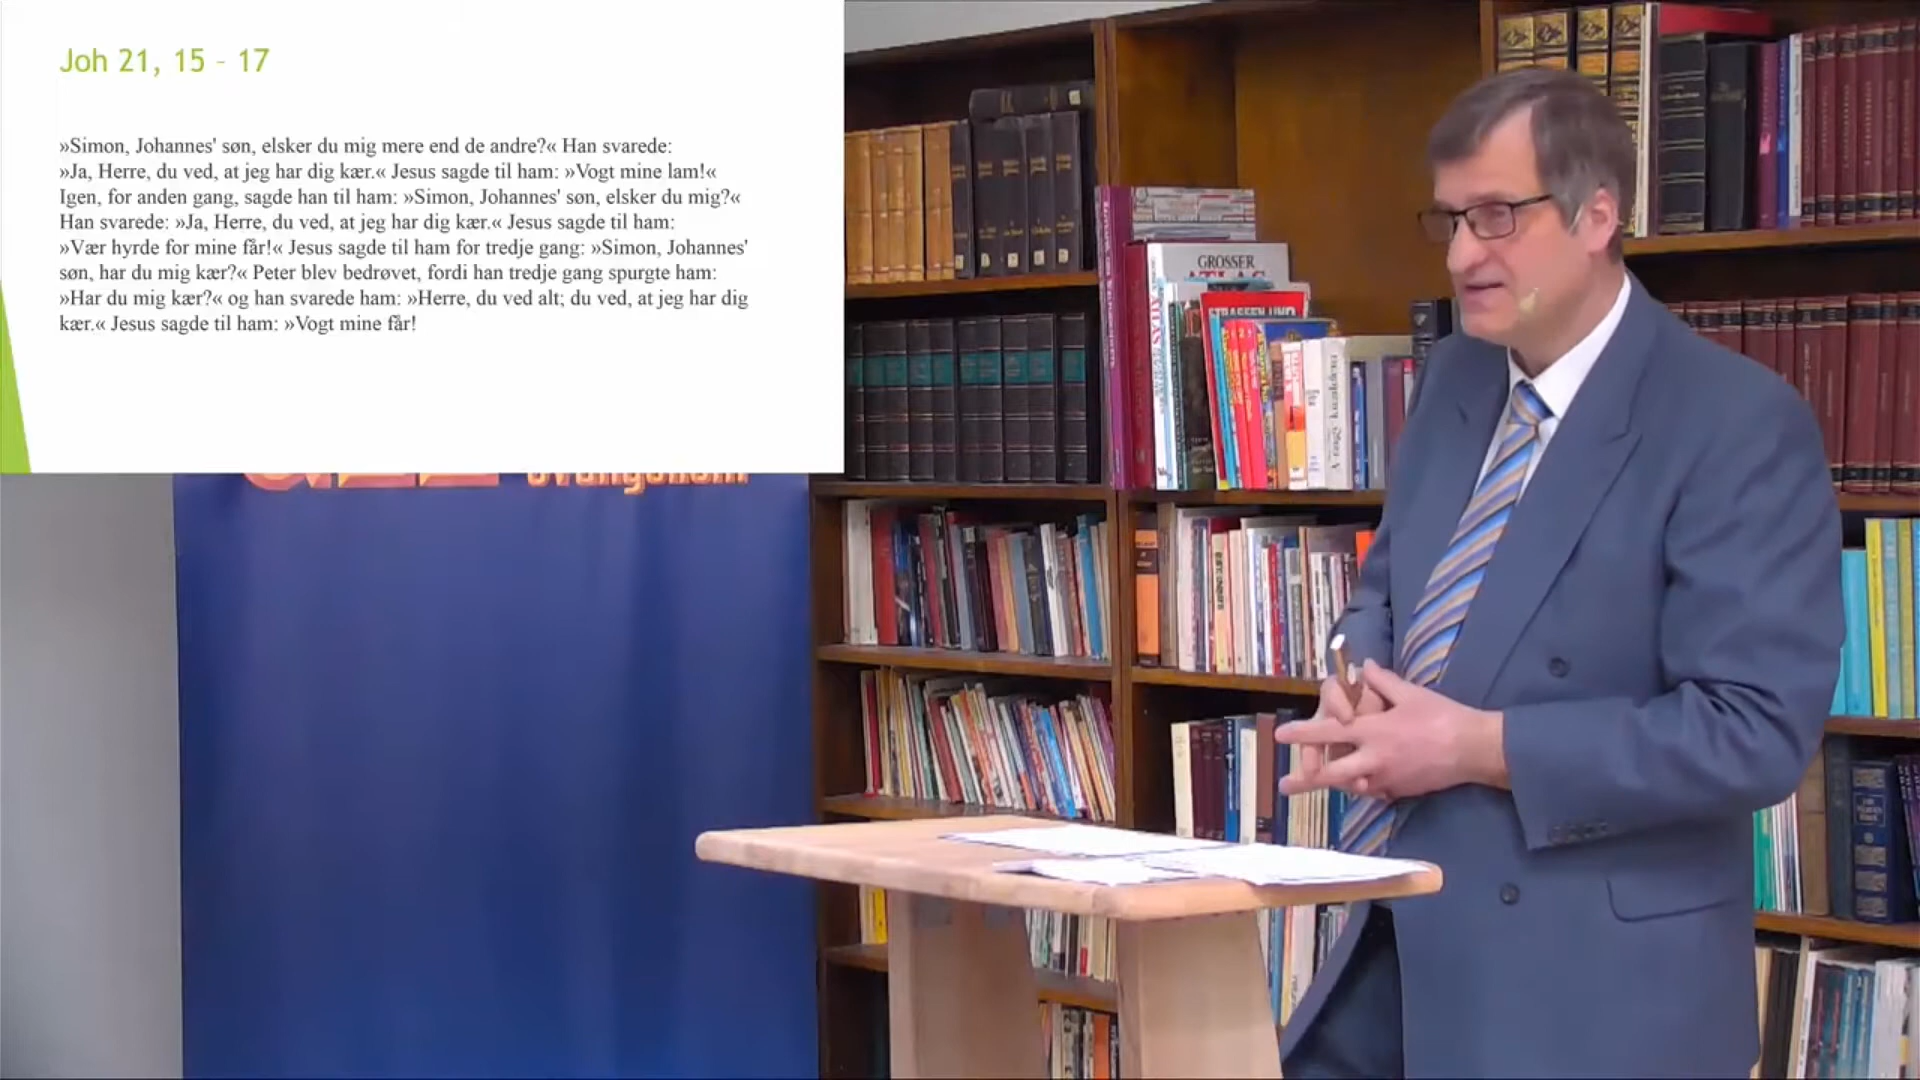 Joh 21, 15 - 17
»Simon, Johannes' søn, elsker du mig mere end de andre?« Han svarede:
»Ja, Herre, du ved, at jeg har dig kær.« Jesus sagde til ham: »Vogt mine lam!«
Igen, for anden gang, sagde han til ham: »Simon, Johannes' søn, elsker du mig?«
Han svarede: »Ja, Herre, du ved, at jeg har dig kær.« Jesus sagde til ham:
»Vær hyrde for mine får!« Jesus sagde til ham for tredje gang: »Simon, Johannes'
søn, har du mig kær?« Peter blev bedrøvet, fordi han tredje gang spurgte ham:
»Har du mig kær?« og han svarede ham: »Herre, du ved alt; du ved, at jeg har dig
kær.« Jesus sagde til ham: »Vogt mine får!
GROSSER
ATLAS
STRASSEN UND